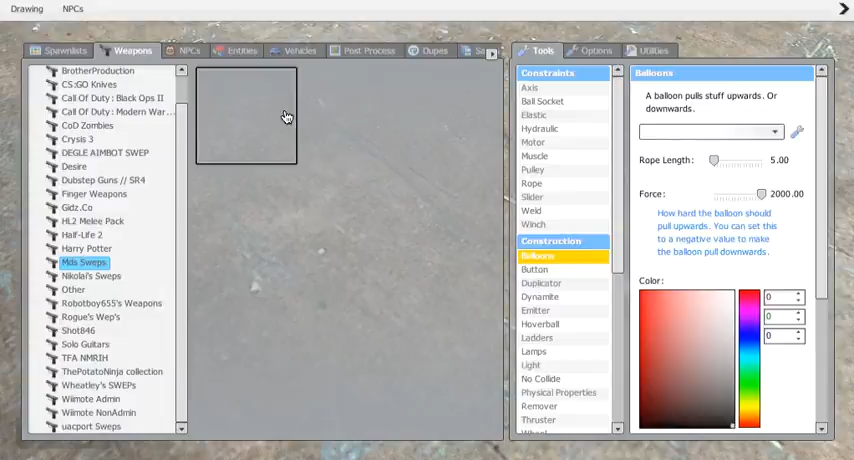 Drawing NPCs
Spawnlists Weapons NPCs Entities Vehicles Post Process Dupes Sa
BrotherProduction
CS:GO Knives
Call Of Duty : Black Ops II
Call Of Duty : Modern War...
CoD Zombies
Crysis 3
DEGLE AIMBOT SWEP
Desire
Dubstep Guns // SR4
Finger Weapons
Gidz.Co
HL2 Melee Pack
Half-Life 2
Harry Potter
Mds Sweps
Nikolai's Sweps
Other
Robotboy655's Weapons
Rogue's Wep's
Shot846
Solo Guitars
TFA NMRIH
ThePotatoNinja collection
Wheatley's SWEPs
Wiimote Admin
Wiimote NonAdmin
uacport Sweps
Tools Options Utilities
Constraints
Axis
Ball Socket
Elastic
Hydraulic
Motor
Muscle
Pulley
Rope
Slider
Weld
Winch
Construction
Balloons
Button
Duplicator
Dynamite
Emitter
Hoverball
Ladders
Lamps
Light
No Collide
Physical Properties
Remover
Thruster
Wheel
Balloons
A balloon pulls stuff upwards. Or
downwards.
Rope Length: 5.00
Force: 2000.00
How hard the balloon should
pull upwards. You can set this
to a negative value to make
the balloon pull downwards.
Color:
0
0
0